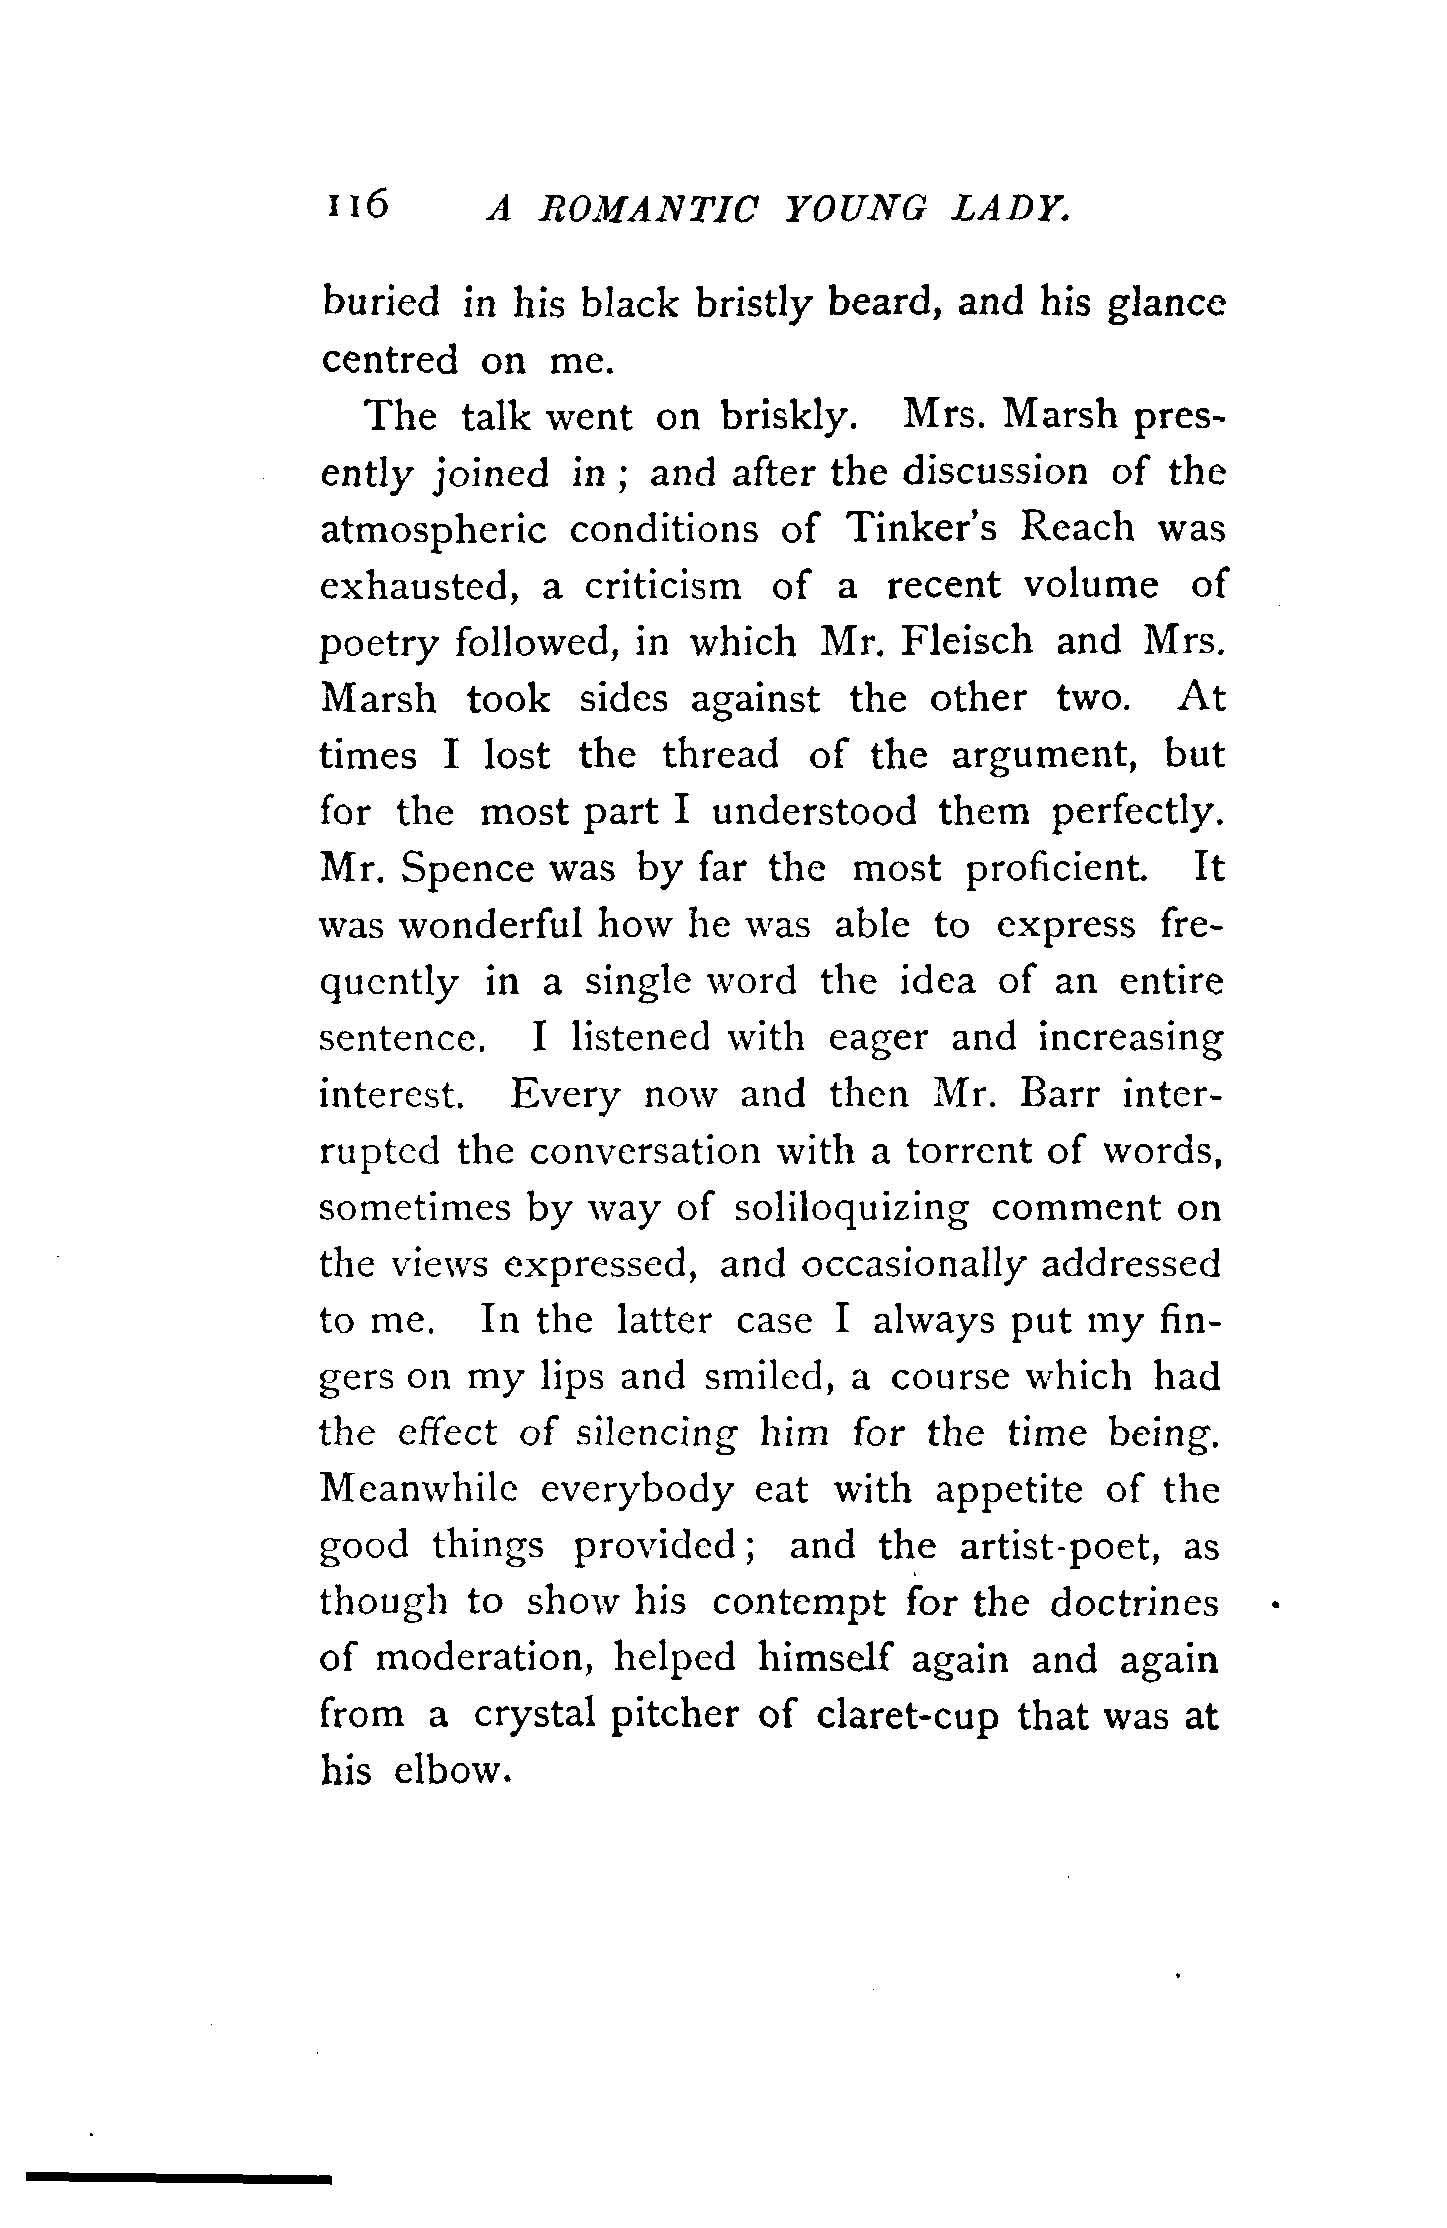 116 A ROMANTIC YOUNG LADY.
buried in his black bristly beard, and his glance
centred on me.
The talk went on briskly. Mrs. Marsh pres-
ently joined in ; and after the discussion of the
atmospheric conditions of Tinker's Reach was
exhausted, a criticism of a recent volume of
poetry followed, in which Mr. Fleisch and Mrs.
Marsh took sides against the other two. At
times I lost the thread of the argument, but
for the most part I understood them perfectly.
Mr. Spence was by far the most proficient. It
was wonderful how he was able to express fre-
quently in a single word the idea of an entire
sentence. I listened with eager and increasing
interest. Every now and then Mr. Barr inter-
rupted the conversation with a torrent of words,
sometimes by way of soliloquizing comment on
the views expressed, and occasionally addressed
to me. In the latter case I always put my fin-
gers on my lips and smiled, a course which had
the effect of silencing him for the time being.
Meanwhile everybody eat with appetite of the
good things provided ; and the artist-poet, as
though to show his contempt for the doctrines
of moderation, helped himself again and again
from a crystal pitcher of claret-cup that was at
his elbow.